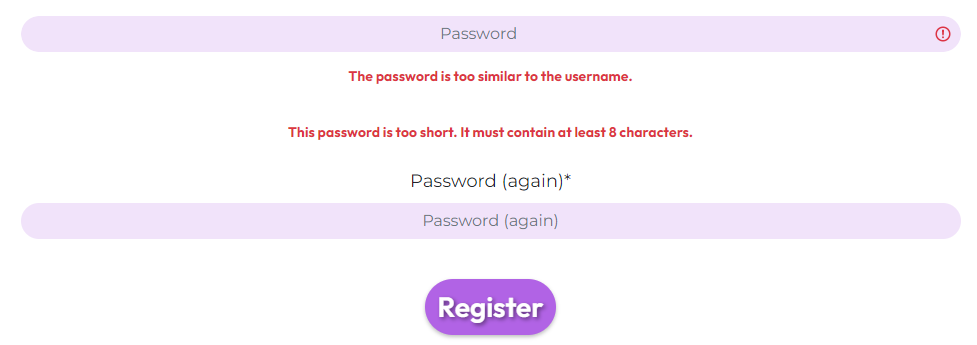 Password
The password is too similar to the username.
This password is too short. It must contain at least 8 characters.
Password (again)*
Password (again)
Register